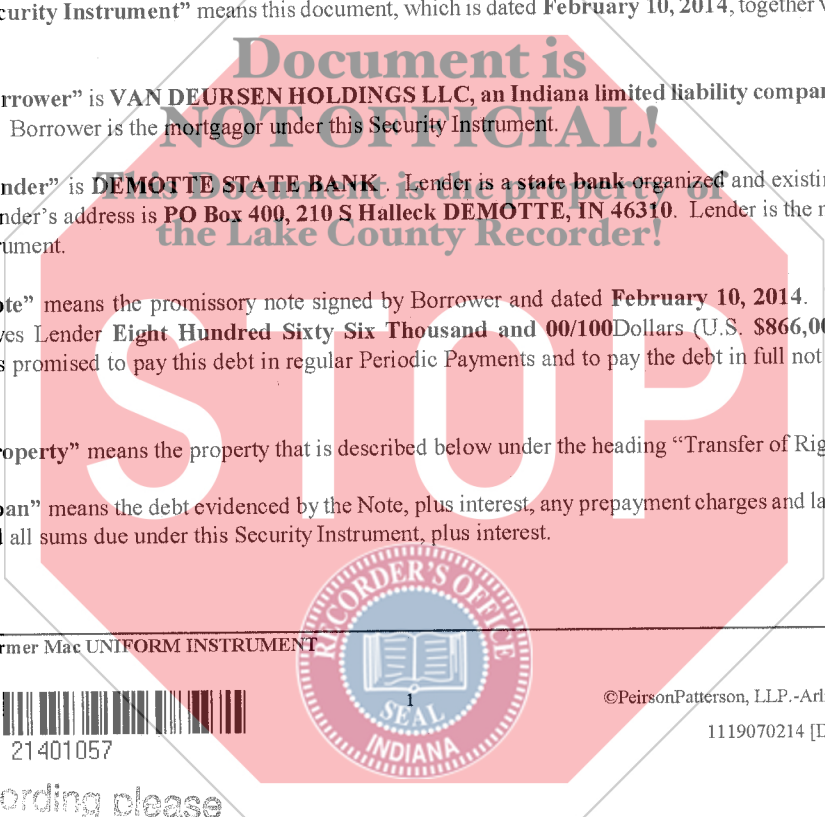 curity Instrument” means this document, which is dated February 10, 2014, together
Document is
rrower” is VAN DEURSEN HOLDINGS LLC, an Indiana limited liability compan
NOT OFFICIAL!
Borrower is the mortgagor under this Security Instrument.
This Document is the property of
nder” is DEMOTTE STATE BANK . Lender is a state bank organized and existin
nder’s address is PO Box 400, 210 S Halleck DEMOTTE, IN 46310. Lender is the
the Lake County Recorder!
rument.
ote” means the promissory note signed by Borrower and dated February 10, 2014.
ves Lender Eight Hundred Sixty Six Thousand and 00/100Dollars (U.S. $866,00
s promised to pay this debt in regular Periodic Payments and to pay the debt in full not
STOP
operty” means the property that is described below under the heading “Transfer of Rig
oan” means the debt evidenced by the Note, plus interest, any prepayment charges and la
d all sums due under this Security Instrument, plus interest.
RECORDER'S OFFICE
rmer Mac UNIFORM INSTRUMENT
1
©PeirsonPatterson, LLP.-Arl
SEAL
INDIANA
1119070214 [D
21401057
ording please